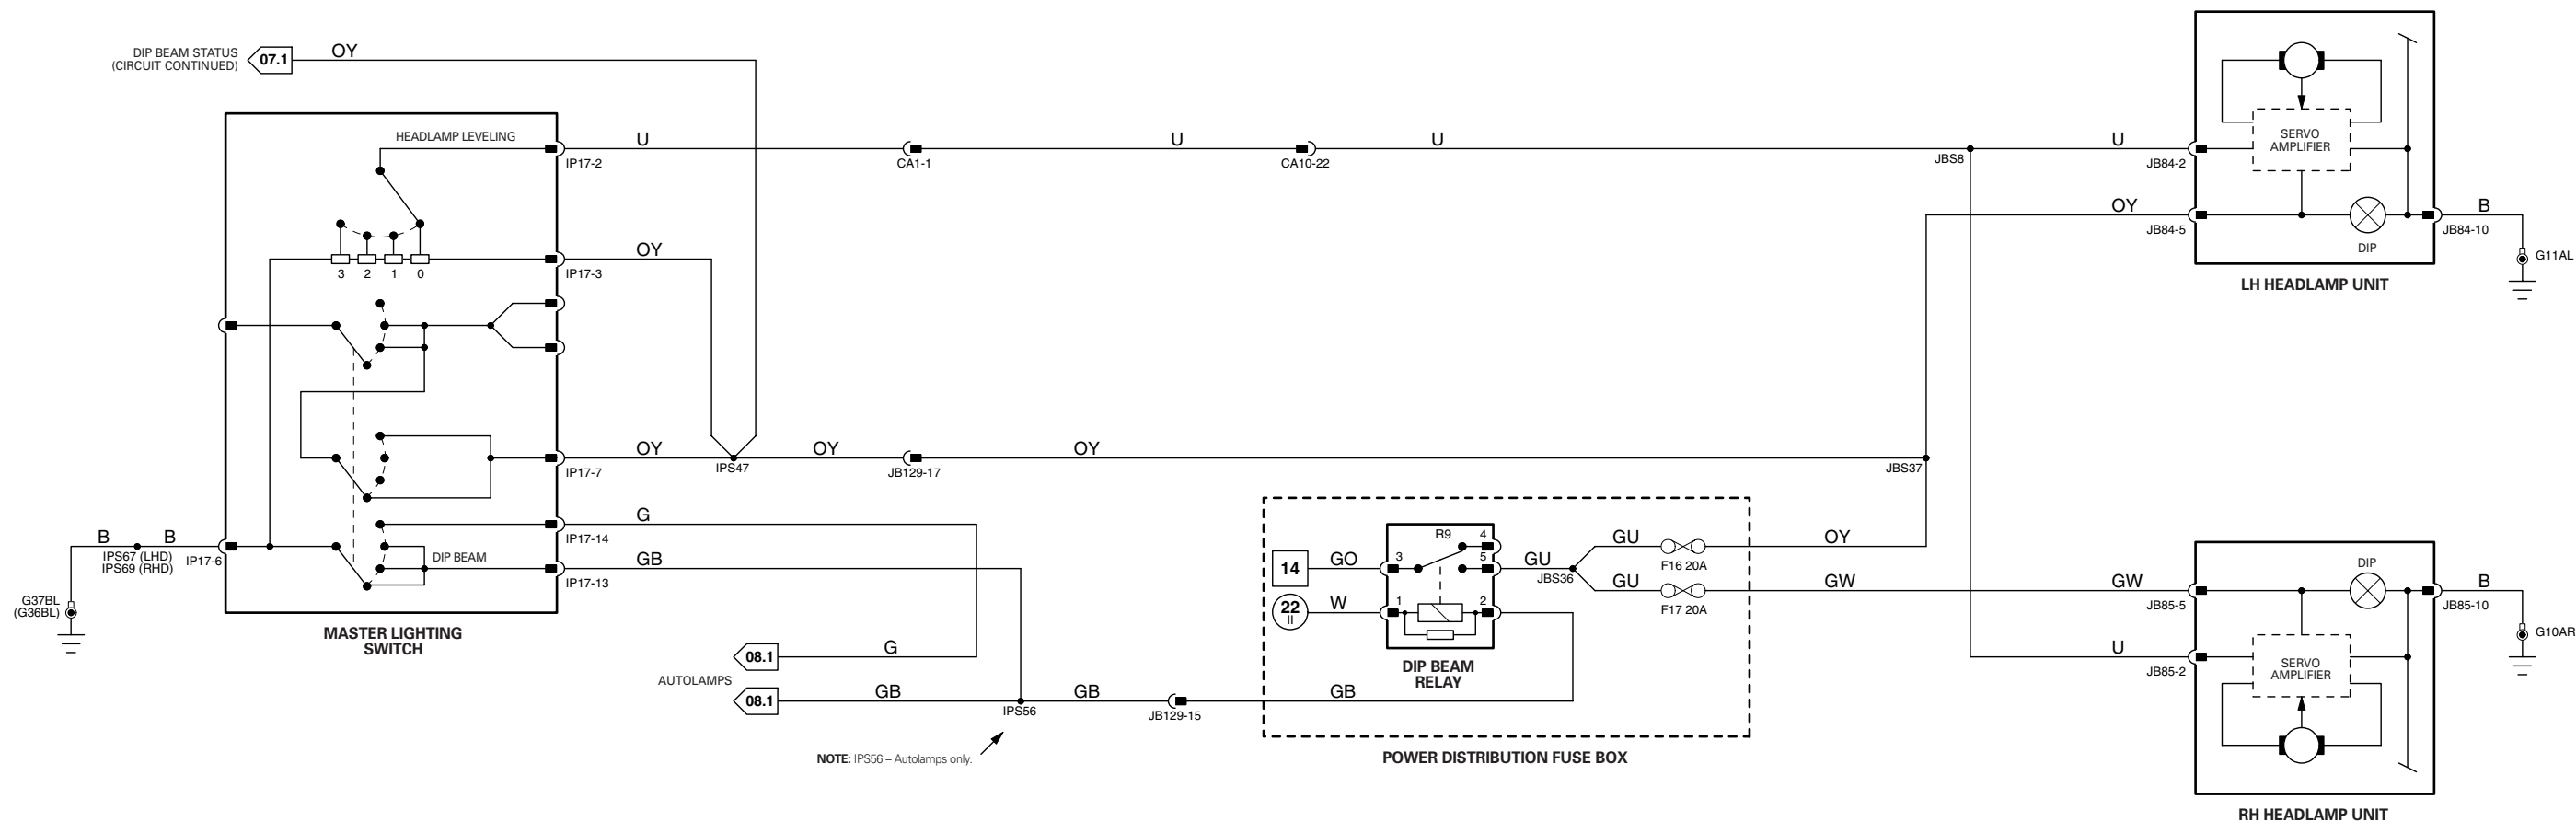 DIP BEAM STATUS
(CIRCUIT CONTINUED)
07.1
OY
HEADLAMP LEVELING
U
IP17-2
CA1-1
U
CA10-22
U
JBS8
U
JB84-2
SERVO
AMPLIFIER
OY
JB84-5
DIP
B
JB84-10
G11AL
LH HEADLAMP UNIT
3 2 1 0
OY
IP17-3
OY
IP17-7
IPS47
OY
JB129-17
OY
JBS37
B B
IPS67 (LHD)
IPS69 (RHD)
IP17-6
G37BL
(G36BL)
DIP BEAM
G
IP17-14
GB
IP17-13
MASTER LIGHTING
SWITCH
08.1
G
AUTOLAMPS
08.1
GB
IPS56
GB
JB129-15
GB
NOTE: IPS56 – Autolamps only.
14
GO
22
II
W
R9
3
4
5
1
2
DIP BEAM
RELAY
GU
JBS36
GU
F16 20A
OY
GU
F17 20A
GW
POWER DISTRIBUTION FUSE BOX
GW
JB85-5
DIP
B
JB85-10
G10AR
U
JB85-2
SERVO
AMPLIFIER
RH HEADLAMP UNIT